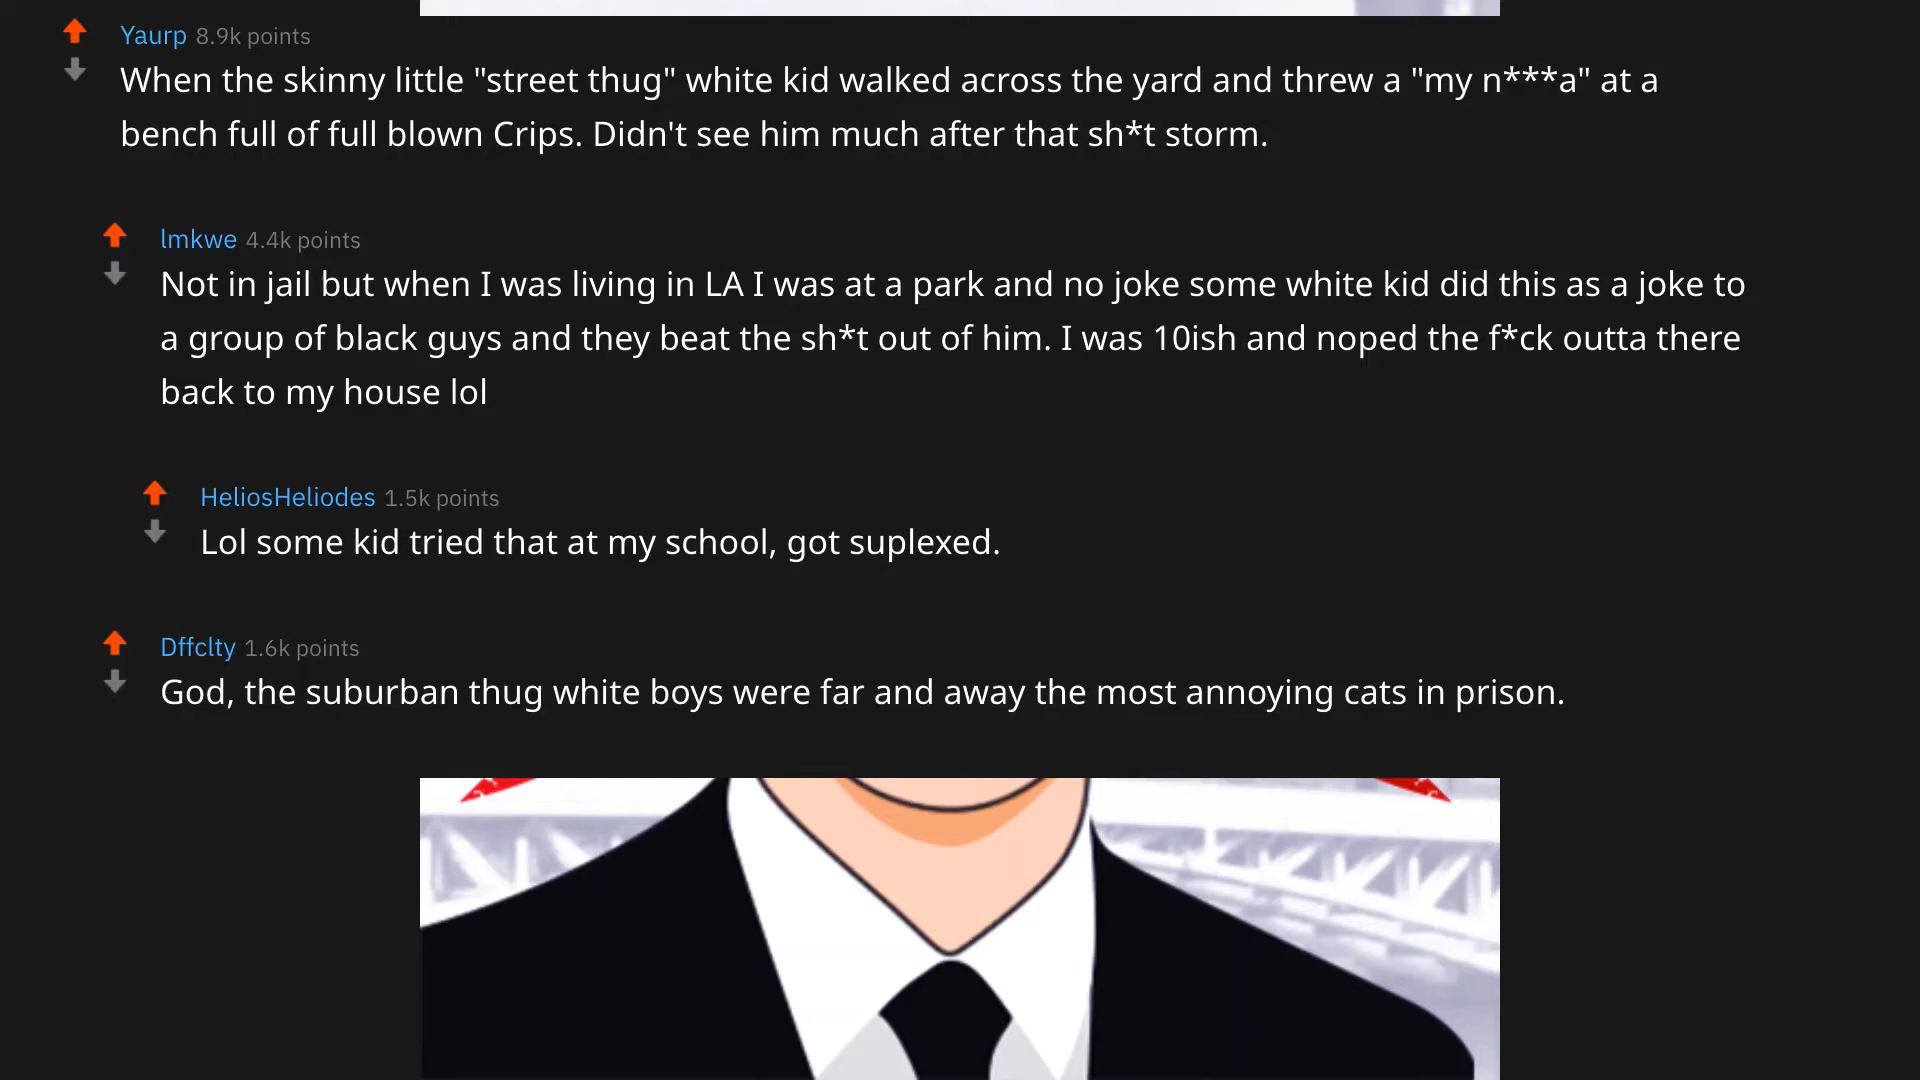 Yaurp 8.9k points
When the skinny little "street thug" white kid walked across the yard and threw a "my n***a" at a
bench full of full blown Crips. Didn't see him much after that sh*t storm.
lmkwe 4.4k points
Not in jail but when I was living in LA I was at a park and no joke some white kid did this as a joke to
a group of black guys and they beat the sh*t out of him. I was 10ish and noped the f*ck outta there
back to my house lol
HeliosHeliodes 1.5k points
Lol some kid tried that at my school, got suplexed.
Dffclty 1.6k points
God, the suburban thug white boys were far and away the most annoying cats in prison.